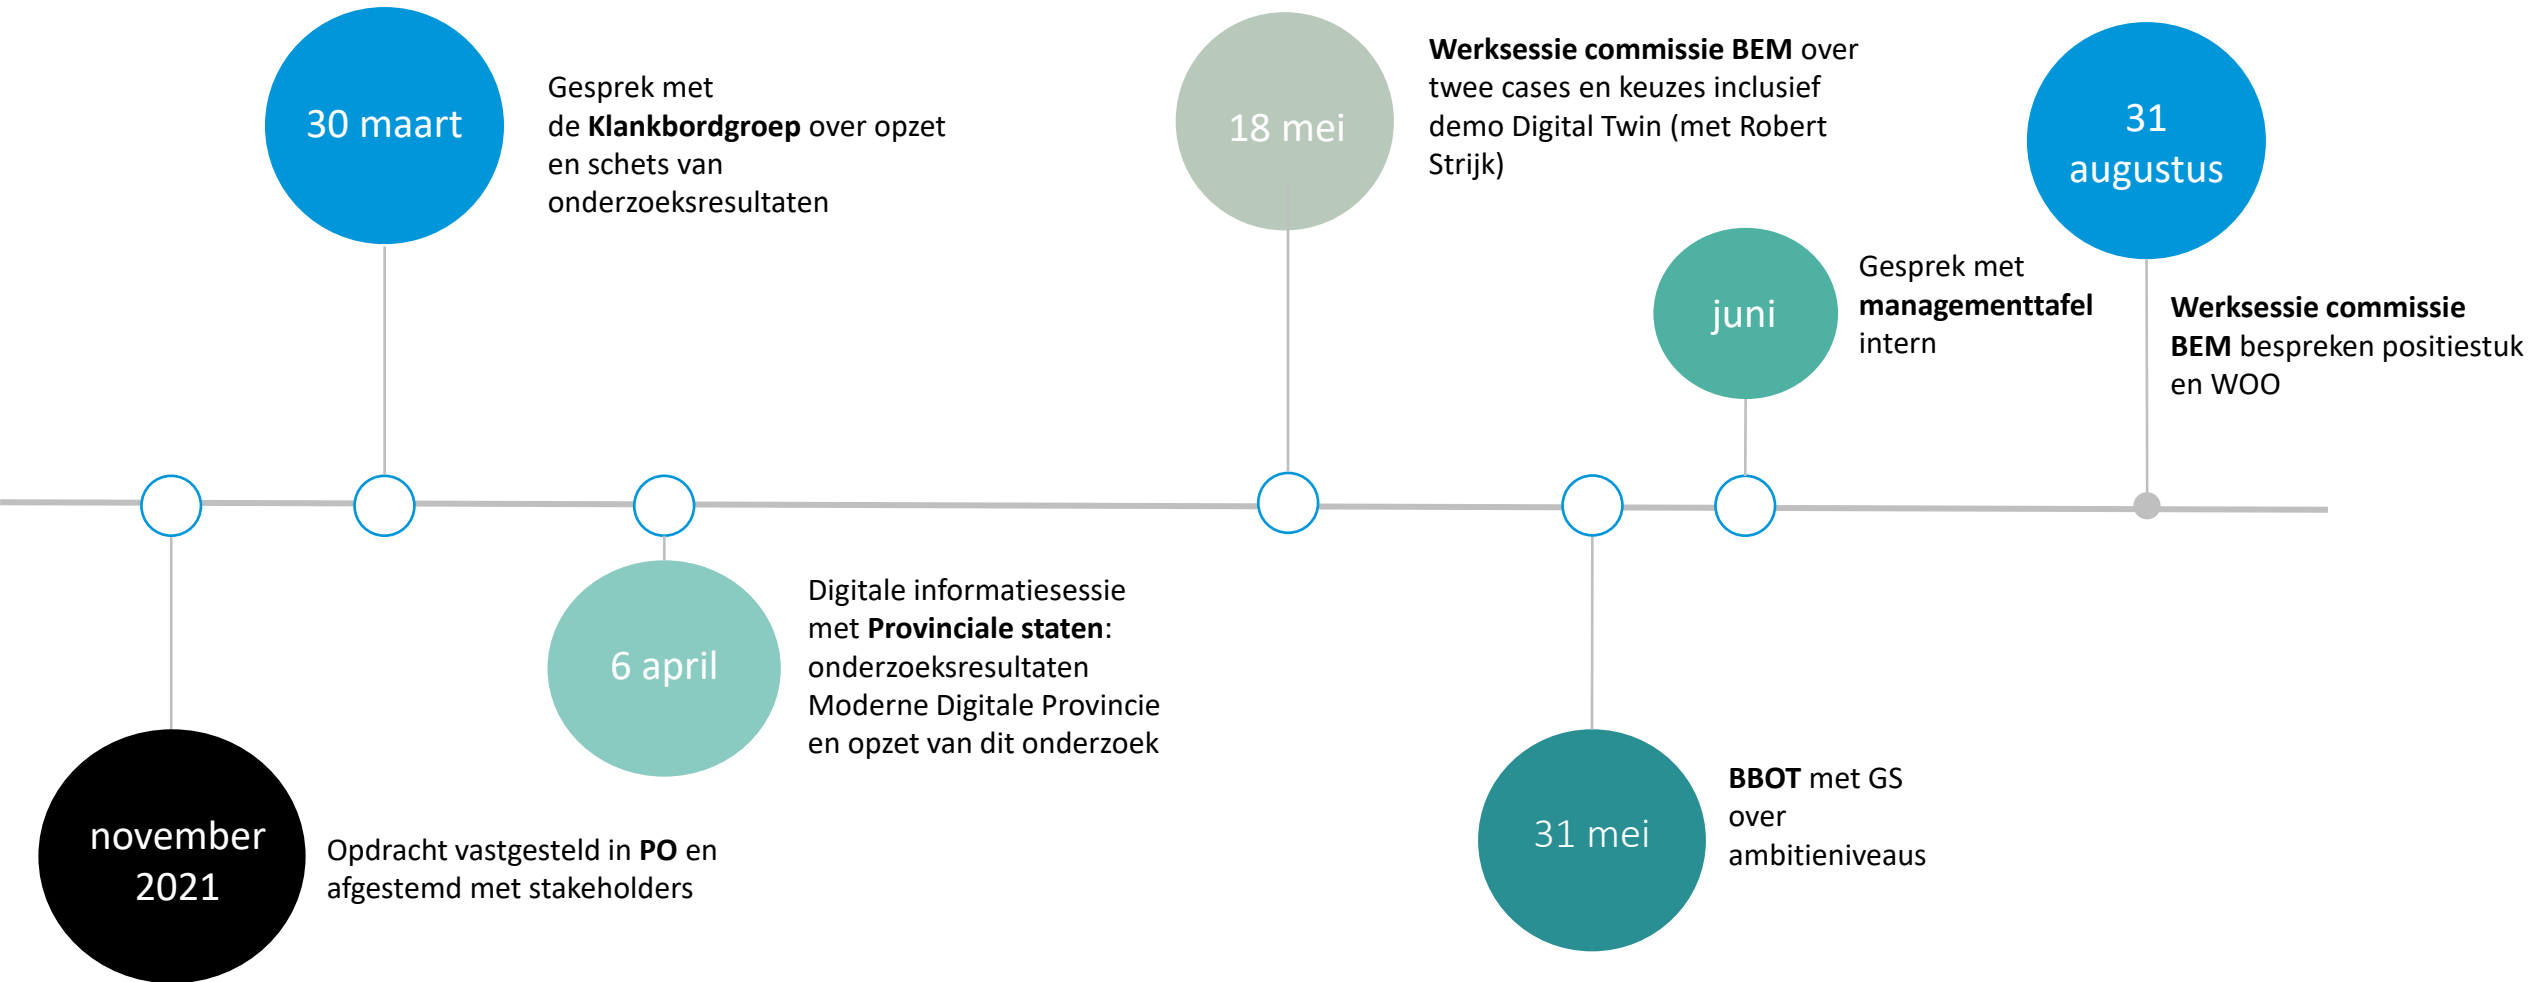 30 maart
Gesprek met
de Klankbordgroep over opzet
en schets van
onderzoeksresultaten
18 mei
Werksessie commissie BEM over
twee cases en keuzes inclusief
demo Digital Twin (met Robert
Strijk)
31
augustus
Werksessie commissie
BEM bespreken positiestuk
en WOO
juni
Gesprek met
managementtafel
intern
6 april
Digitale informatiesessie
met Provinciale staten:
onderzoeksresultaten
Moderne Digitale Provincie
en opzet van dit onderzoek
november
2021
Opdracht vastgesteld in PO en
afgestemd met stakeholders
31 mei
BBOT met GS
over
ambitieniveaus